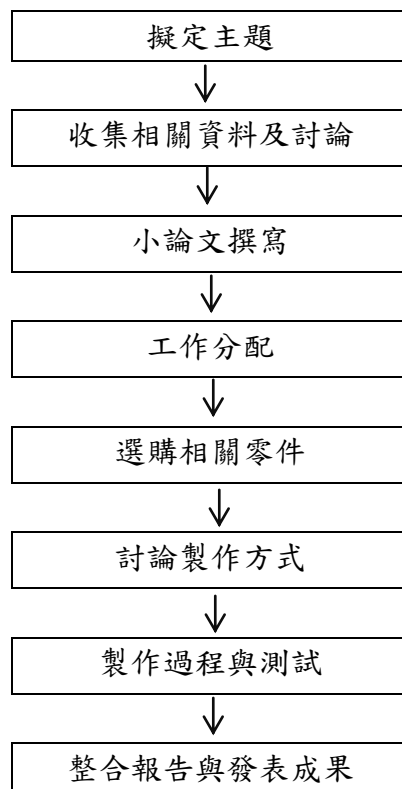 擬定主題
收集相關資料及討論
小論文撰寫
工作分配
選購相關零件
討論製作方式
製作過程與測試
整合報告與發表成果